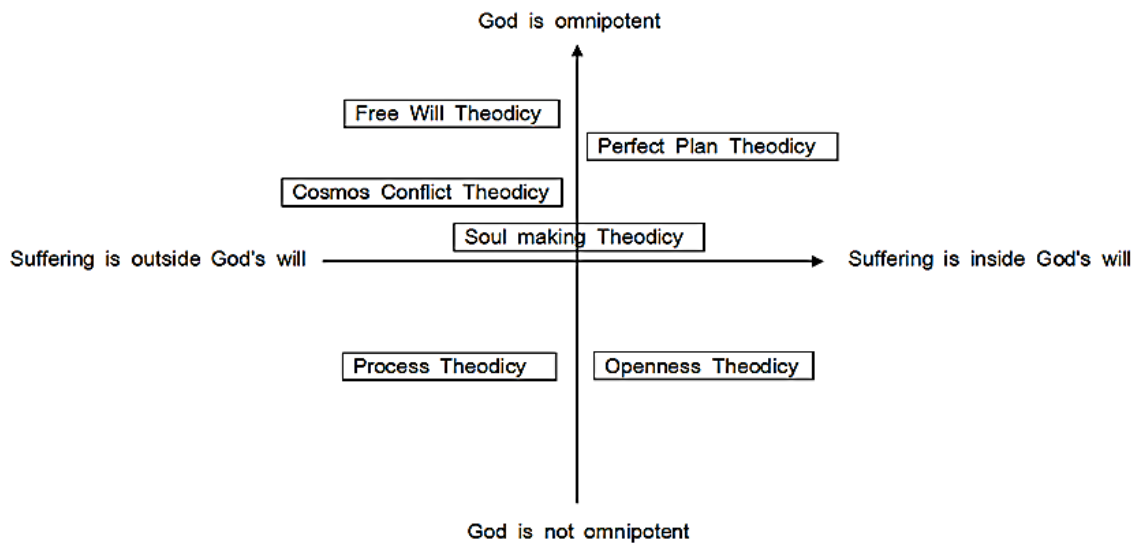 God is omnipotent
Free Will Theodicy
Perfect Plan Theodicy
Cosmos Conflict Theodicy
Soul making Theodicy
Suffering is outside God's will
Suffering is inside God's will
Process Theodicy
Openness Theodicy
God is not omnipotent